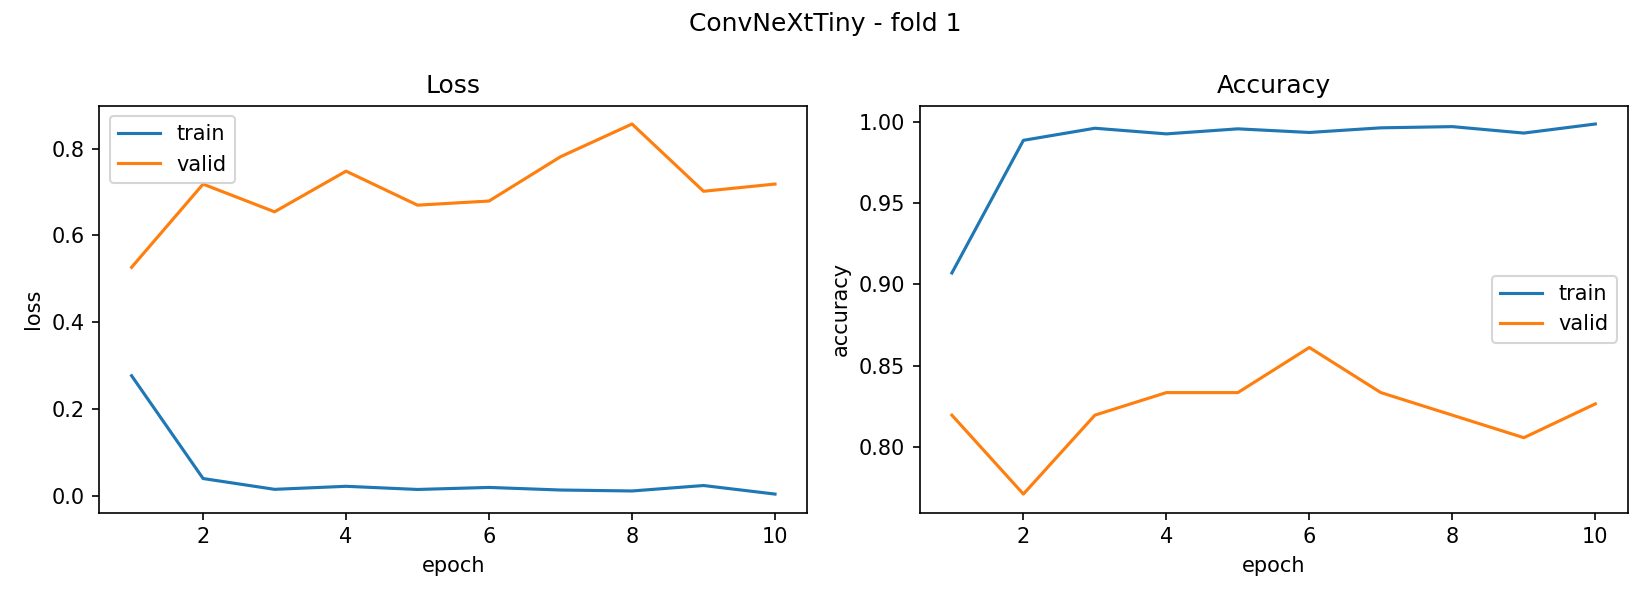 ConvNeXtTiny - fold 1
Loss
train
valid
0.8
0.6
0.4
0.2
0.0
loss
2 4 6 8 10
epoch
Accuracy
1.00
0.95
0.90
0.85
0.80
accuracy
train
valid
2 4 6 8 10
epoch